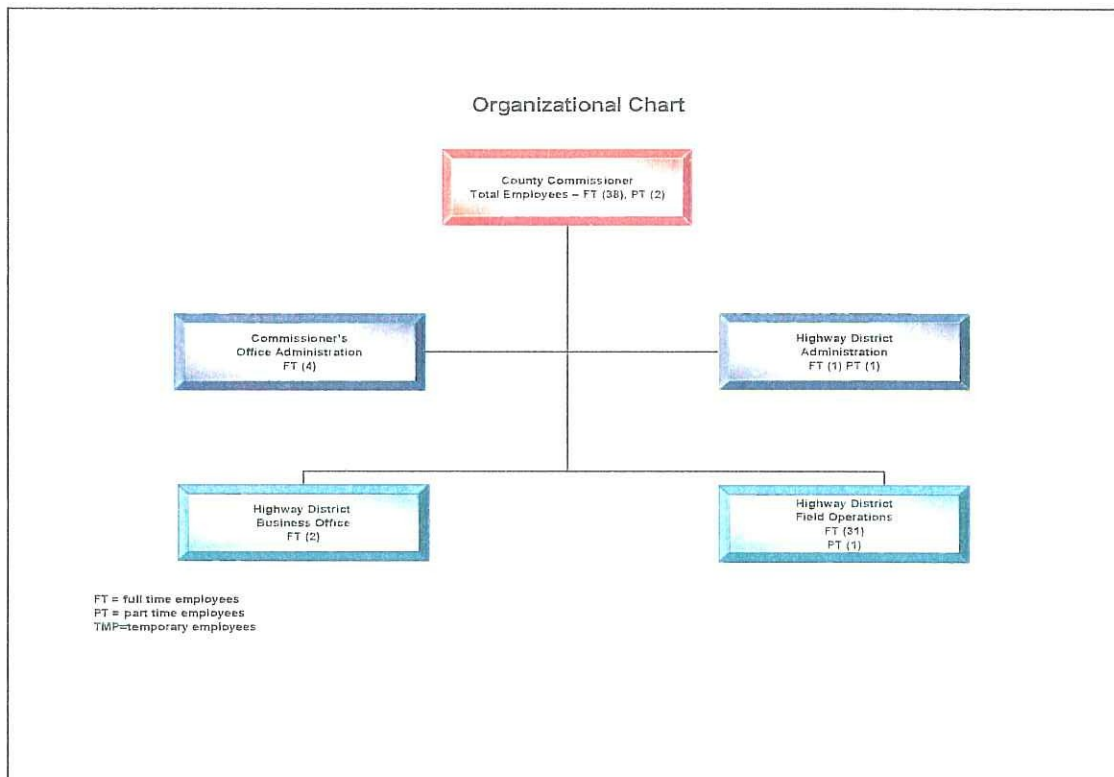 Organizational Chart
County Commissioner
Total Employees – FT (38), PT (2)
Commissioner's
Office Administration
FT (4)
Highway District
Administration
FT (1) PT (1)
Highway District
Business Office
FT (2)
Highway District
Field Operations
FT (31)
PT (1)
FT = full time employees
PT = part time employees
TMP=temporary employees